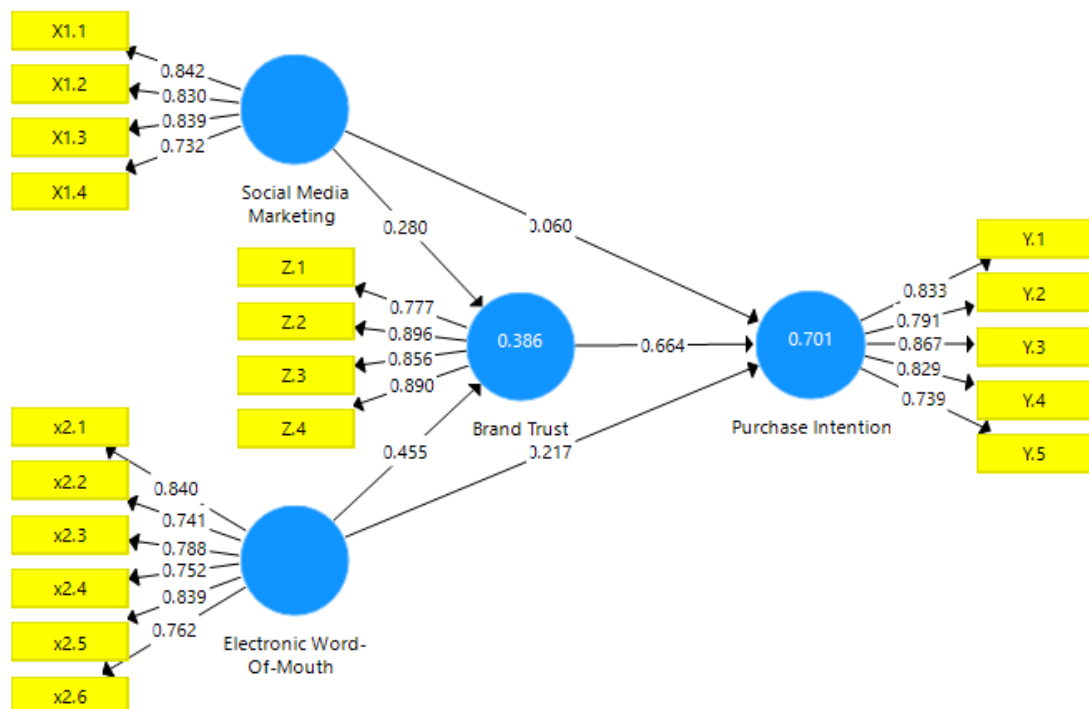 X1.1
0.842
X1.2
0.830
X1.3
0.839
X1.4
0.732
Social Media
Marketing
0.280
0.060
Z.1
0.777
Z.2
0.896
Z.3
0.856
Z.4
0.890
0.386
Brand Trust
0.664
0.701
Purchase Intention
Y.1
0.833
Y.2
0.791
Y.3
0.867
Y.4
0.829
Y.5
0.739
0.455
0.217
x2.1
0.840
x2.2
0.741
x2.3
0.788
x2.4
0.752
x2.5
0.839
x2.6
0.762
Electronic Word-
Of-Mouth